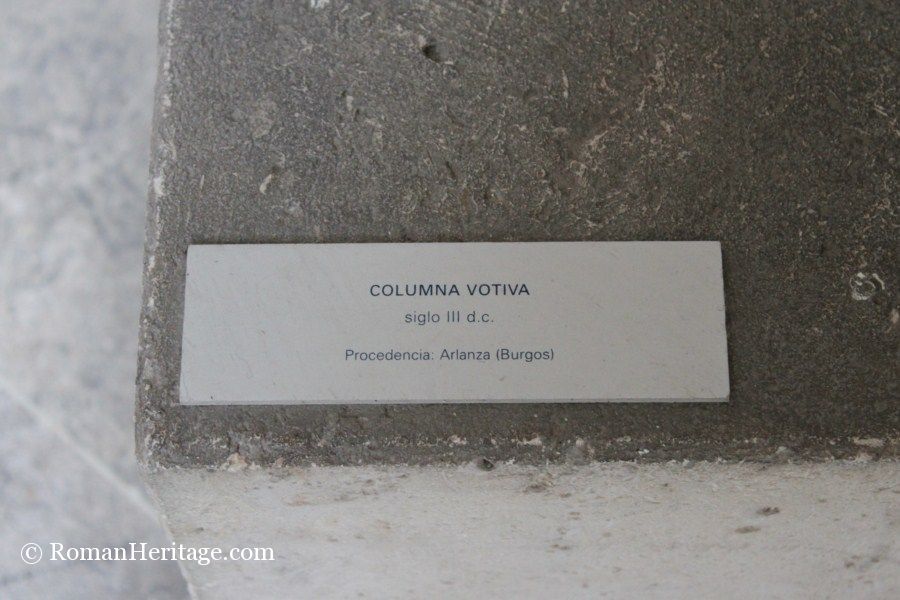 COLUMNA VOTIVA
siglo III d.c.
Procedencia: Arlanza (Burgos)
© RomanHeritage.com